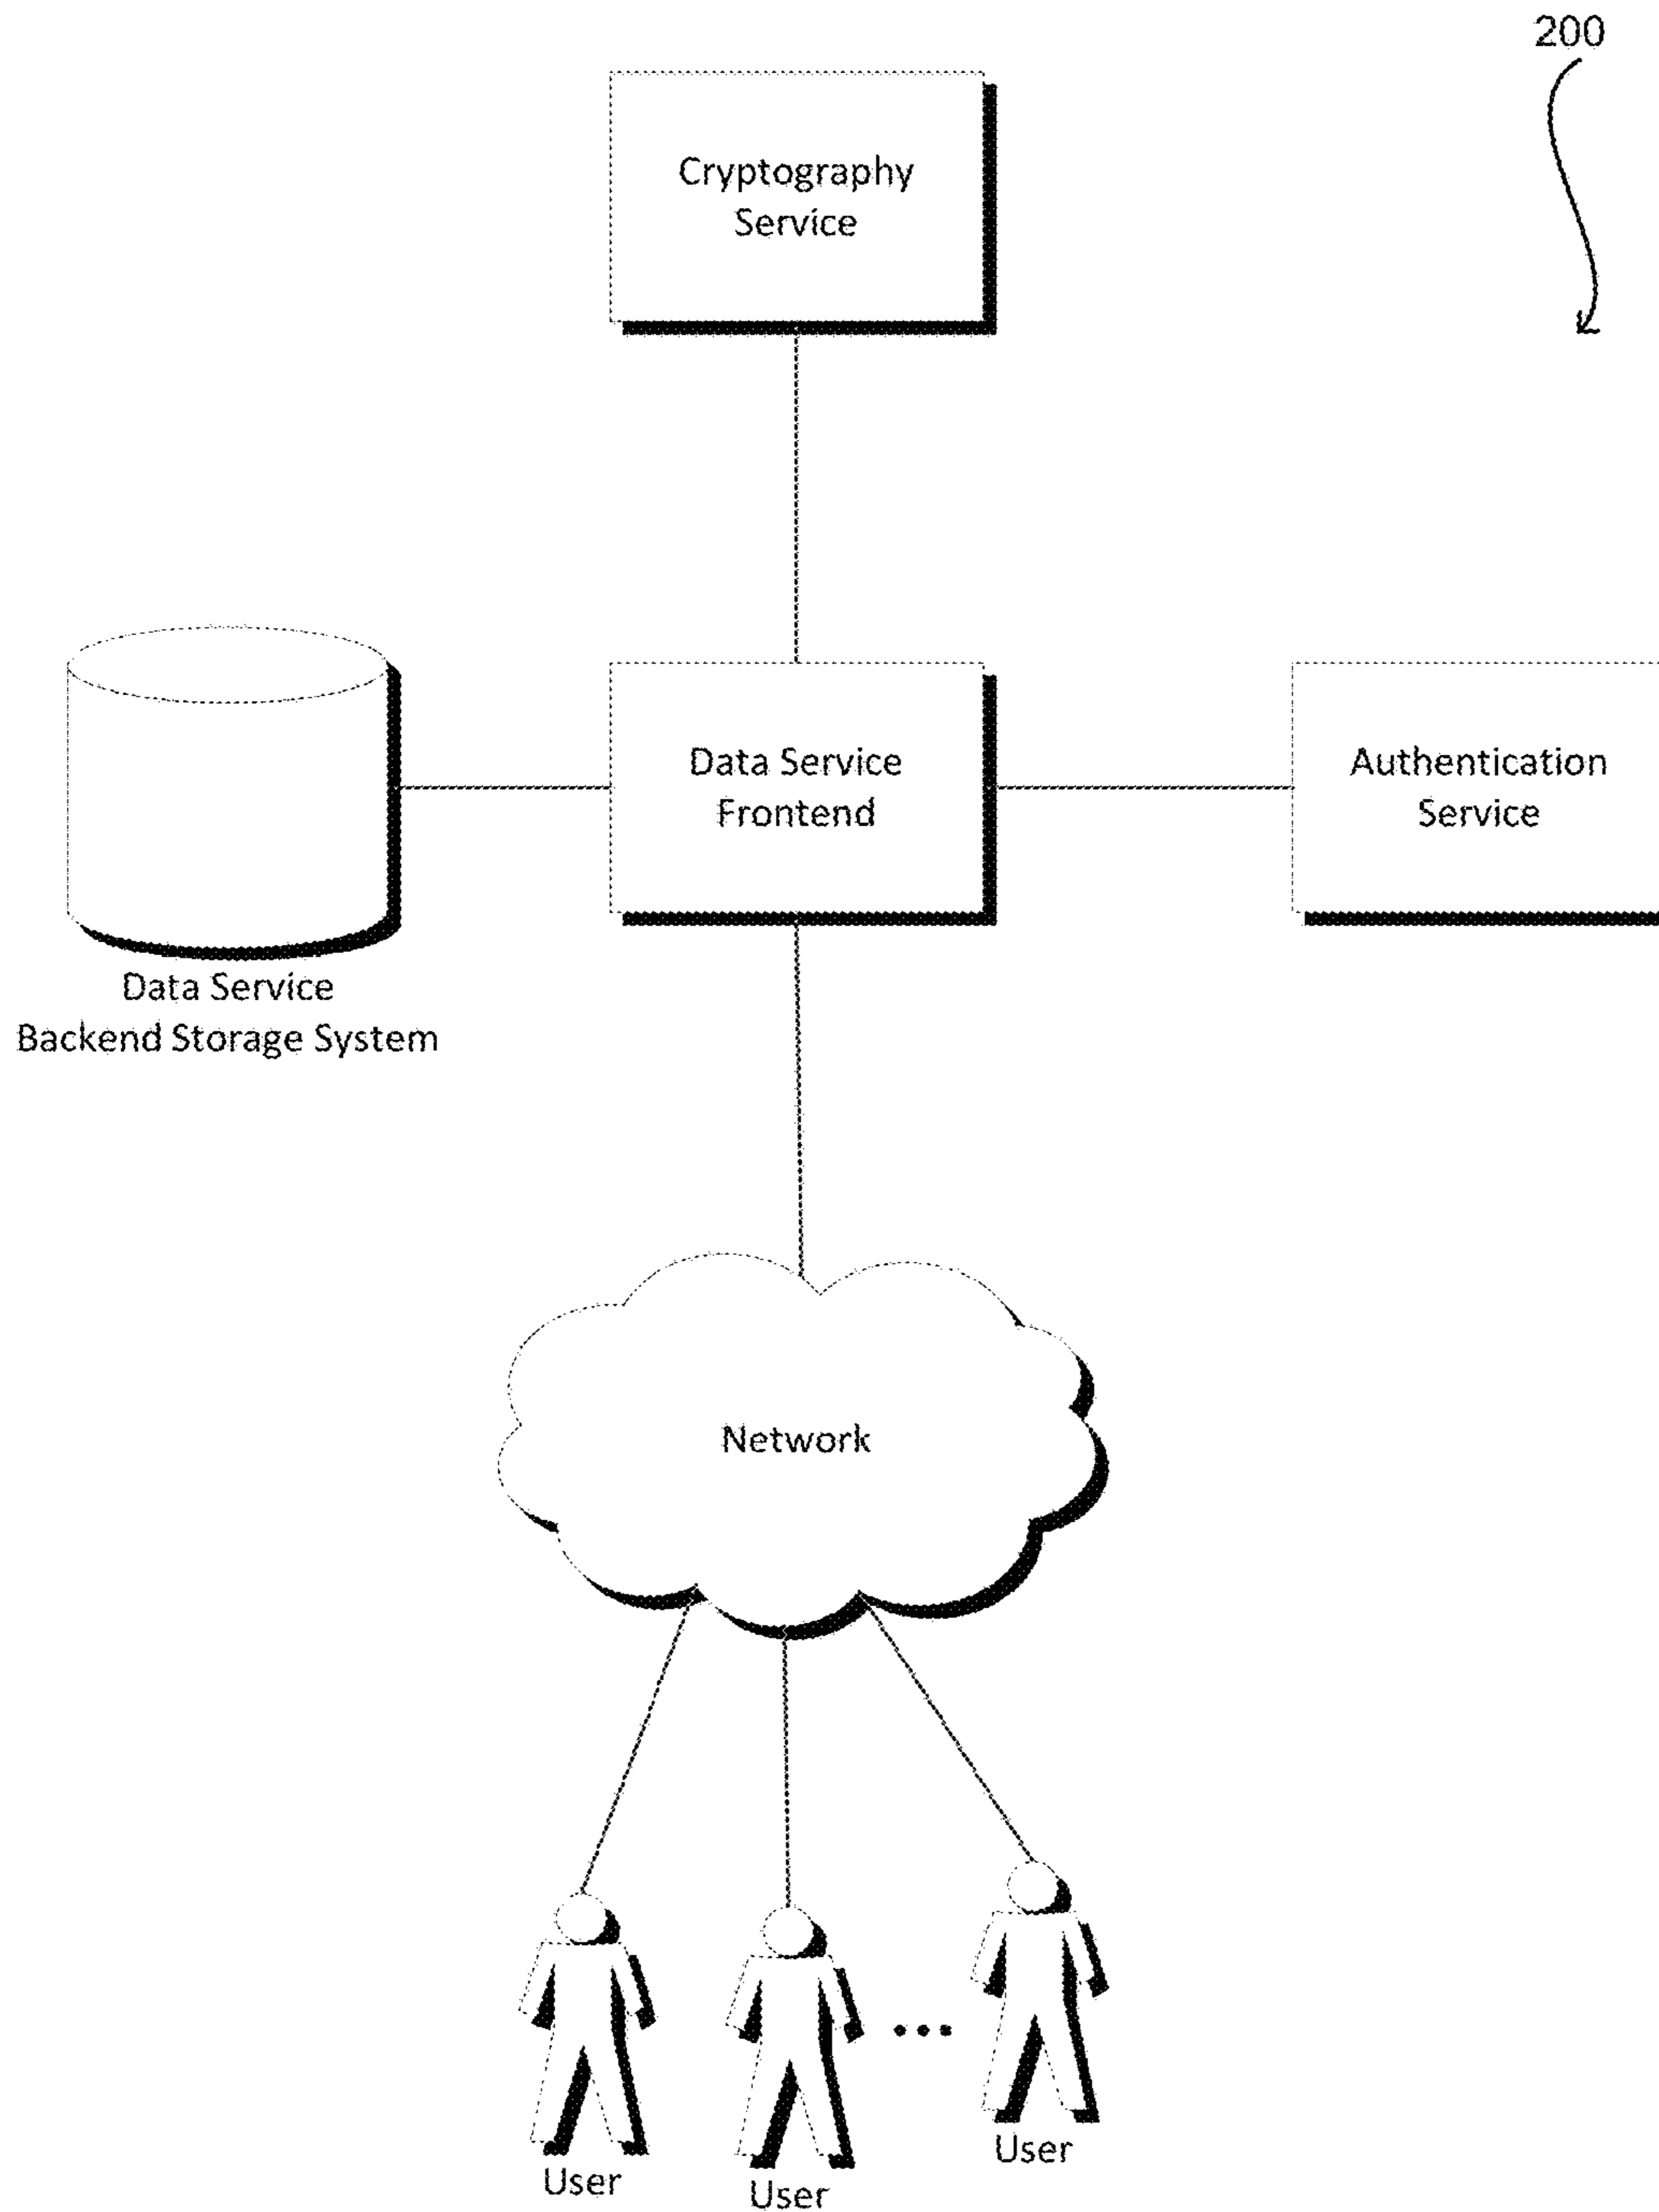 200
Cryptography
Service
Data Service
Frontend
Authentication
Service
Data Service
Backend Storage System
Network
User
User
User